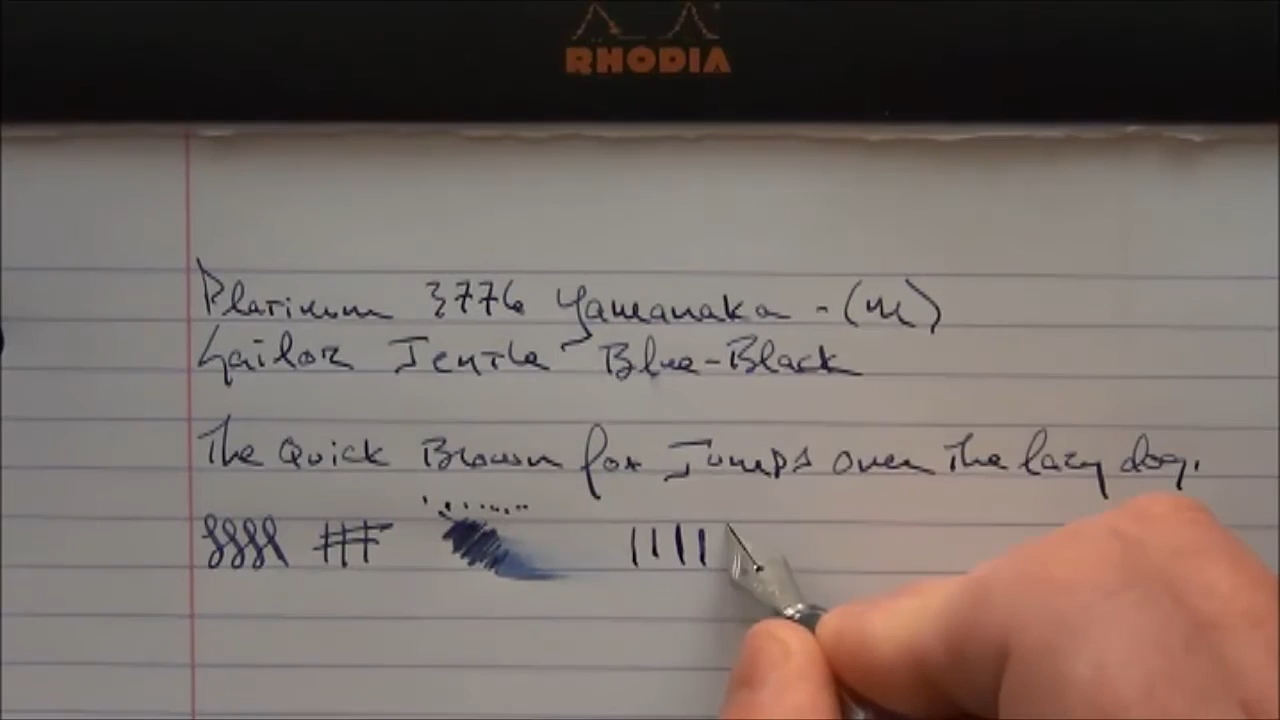 RHODIA
Platinum 3776 Yamanaka - (M)
Sailor Jentle Blue-Black
The Quick Brown fox Jumps over The lazy dog.